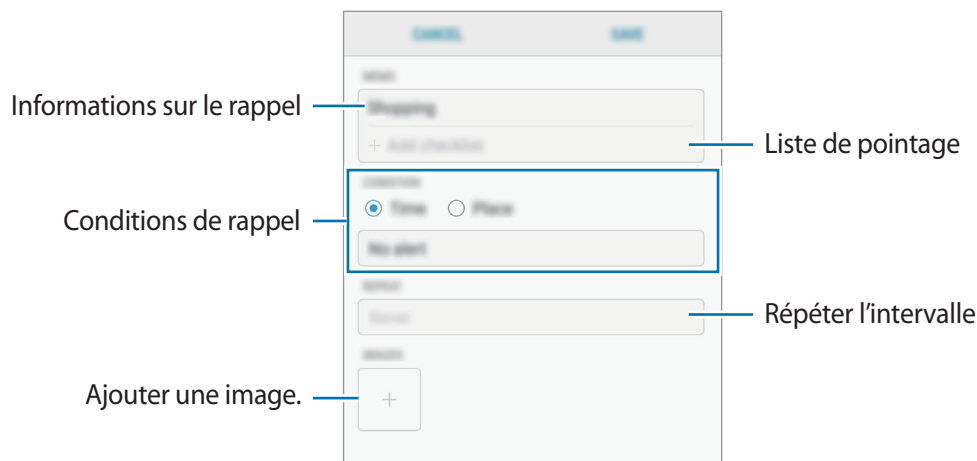 CANCEL SAVE
MEMO
Informations sur le rappel
Shopping
+ Add checklist
Liste de pointage
CONDITION
Time Place
Conditions de rappel
No alert
REPEAT
Never
Répéter l'intervalle
IMAGES
Ajouter une image.
+